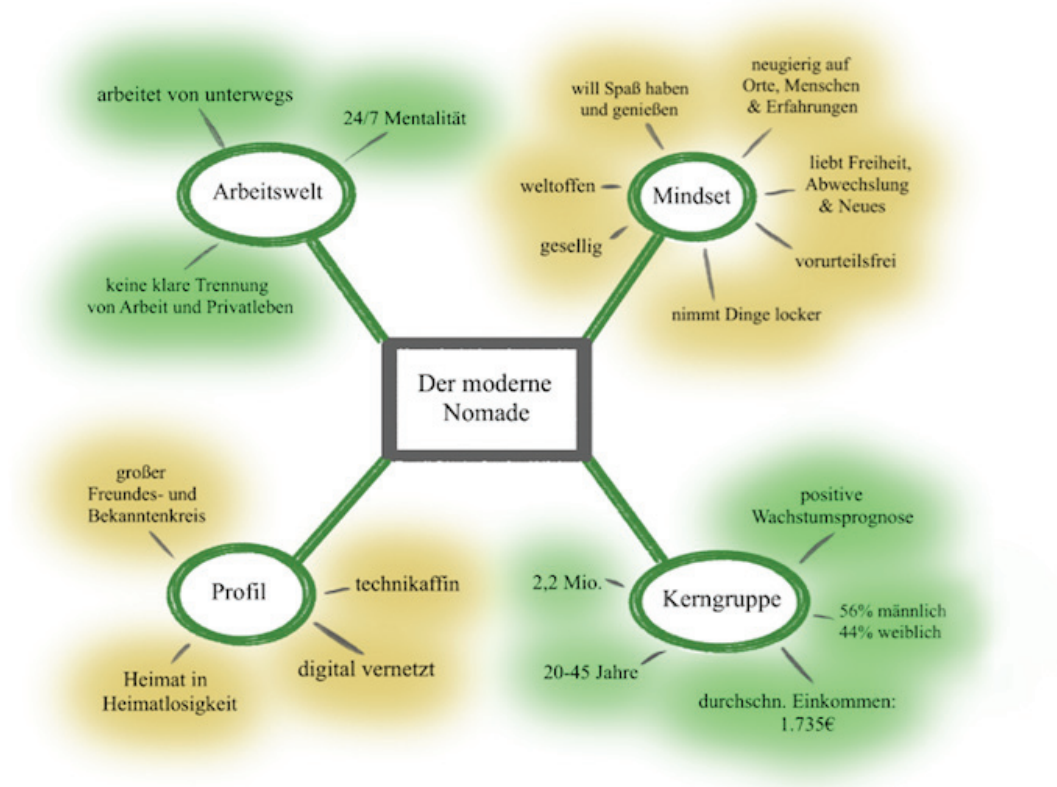 arbeitet von unterwegs
24/7 Mentalität
Arbeitswelt
keine klare Trennung
von Arbeit und Privatleben
will Spaß haben
und genießen
neugierig auf
Orte, Menschen
& Erfahrungen
weltoffen
Mindset
liebt Freiheit,
Abwechslung
& Neues
gesellig
vorurteilsfrei
nimmt Dinge locker
Der moderne
Nomade
großer
Freundes- und
Bekanntenkreis
Profil
technikaffin
Heimat in
Heimatlosigkeit
digital vernetzt
positive
Wachstumsprognose
2,2 Mio.
Kerngruppe
56% männlich
44% weiblich
20-45 Jahre
durchschn. Einkommen:
1.735€